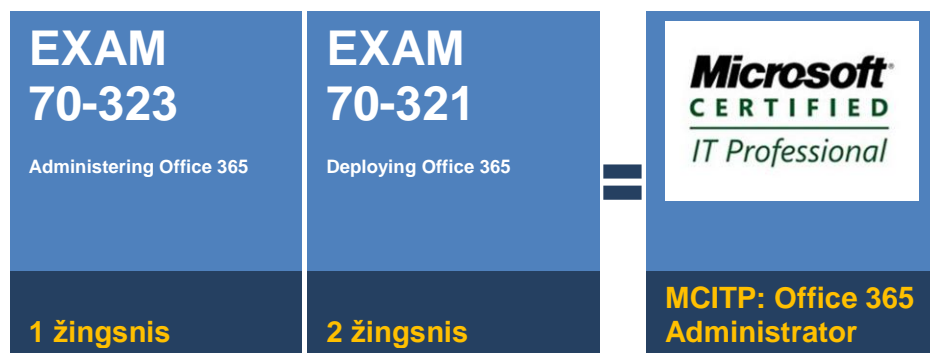 EXAM
70-323
Administering Office 365
1 žingsnis
EXAM
70-321
Deploying Office 365
2 žingsnis
=
Microsoft®
CERTIFIED
IT Professional
MCITP: Office 365
Administrator